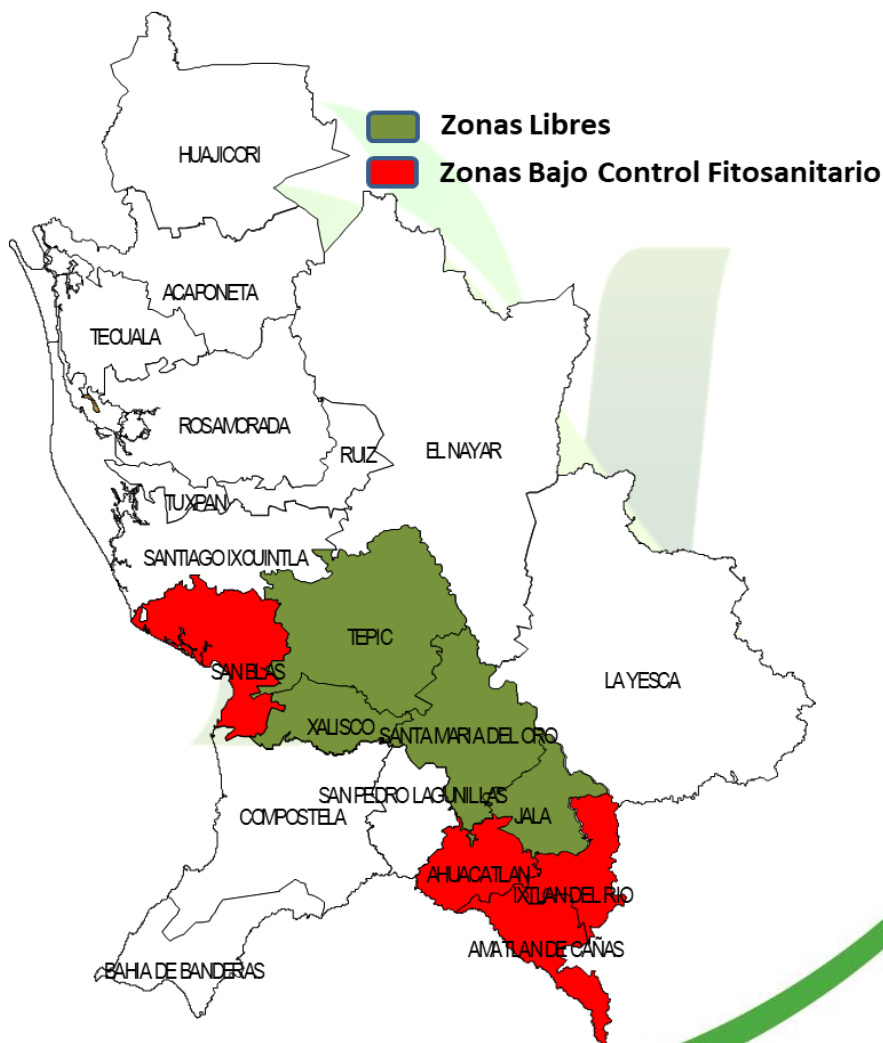 HUAJICORI
Zonas Libres
Zonas Bajo Control Fitosanitario
ACAPONETA
TECUALA
ROSAMORADA
RUIZ
EL NAYAR
TUXPAN
SANTIAGO IXCUINTLA
TEPIC
SAN BLAS
LA YESCA
XALISCO
SANTA MARIA DEL ORO
SAN PEDRO LAGUNILLAS
COMPOSTELA
JALA
AHUACATLAN
IXTLAN DEL RIO
AMATLAN DE CAÑAS
BAHIA DE BANDERAS